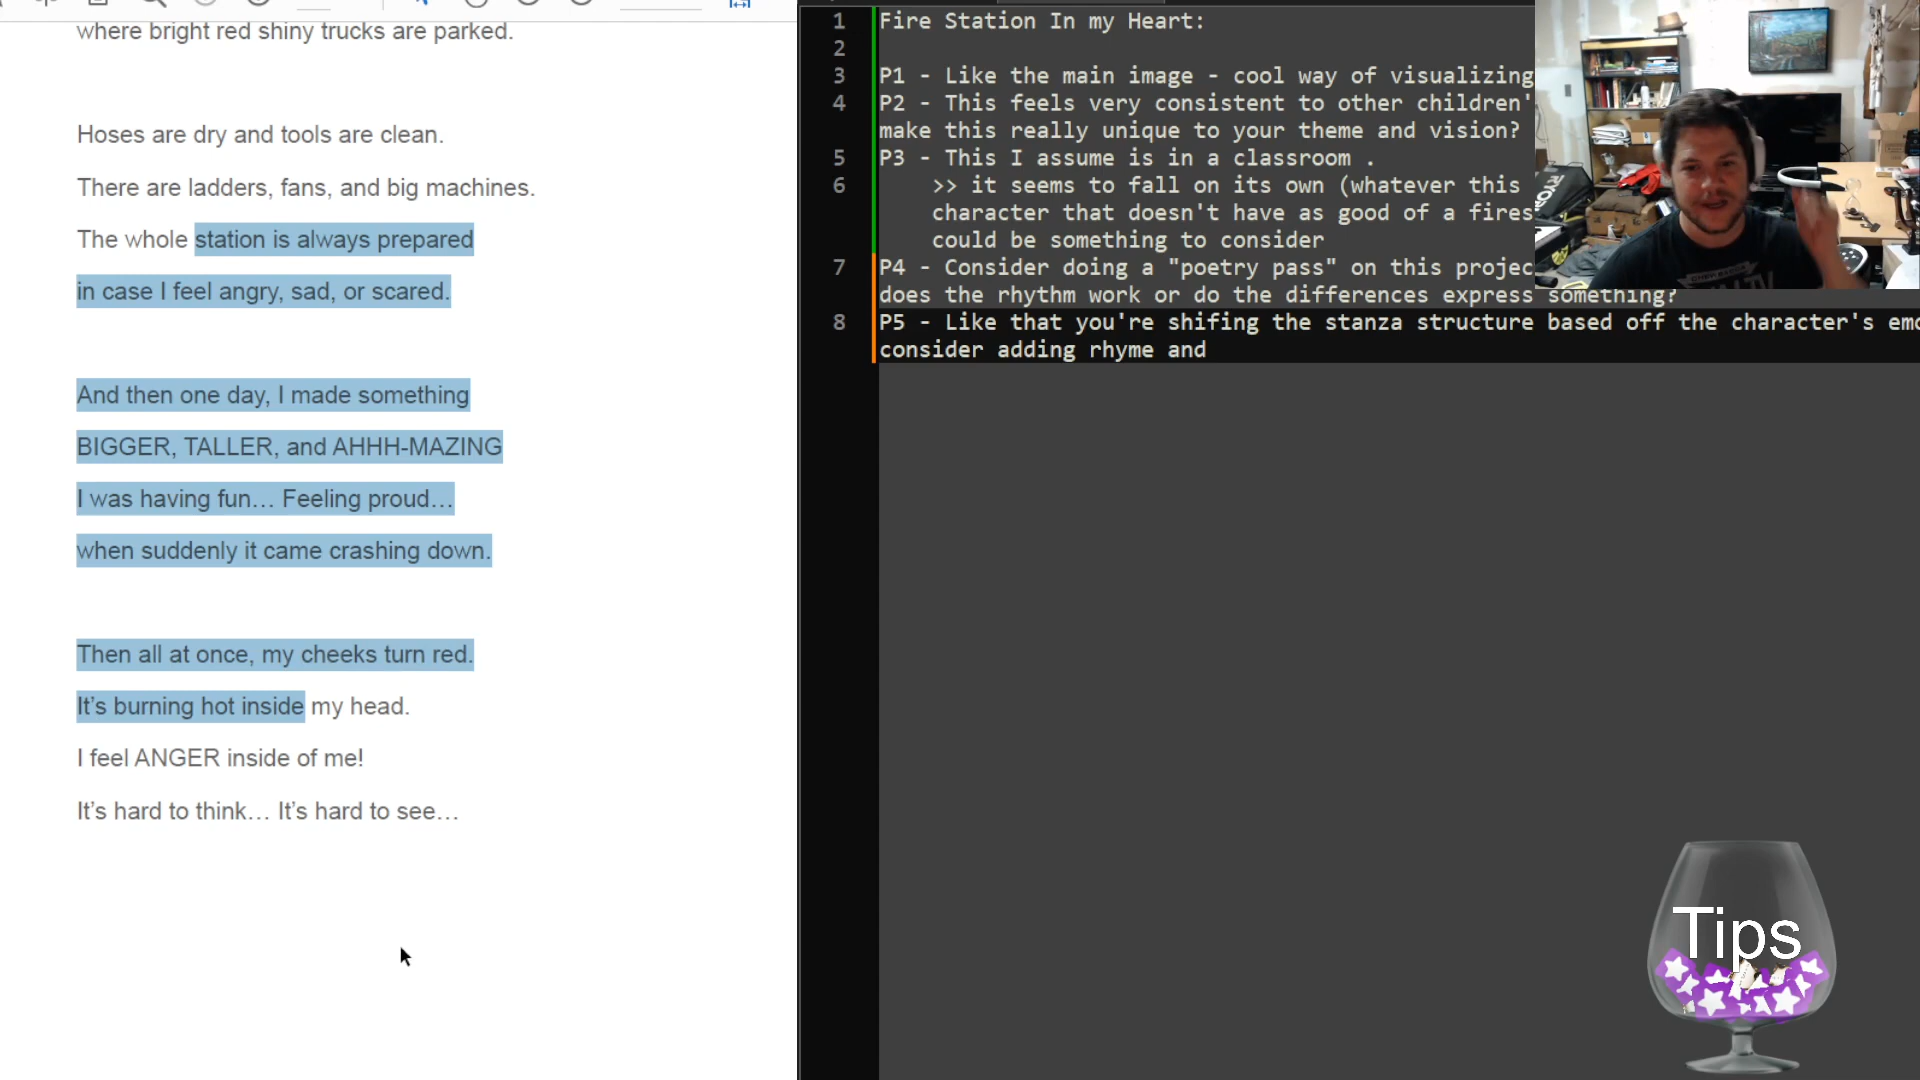 where bright red shiny trucks are parked.
Hoses are dry and tools are clean.
There are ladders, fans, and big machines.
The whole station is always prepared
in case I feel angry, sad, or scared.
And then one day, I made something
BIGGER, TALLER, and AHHH-MAZING
I was having fun… Feeling proud…
when suddenly it came crashing down.
Then all at once, my cheeks turn red.
It’s burning hot inside my head.
I feel ANGER inside of me!
It’s hard to think… It’s hard to see…
1 Fire Station In my Heart:
2
3 P1 - Like the main image - cool way of visualizing
4 P2 - This feels very consistent to other children'
make this really unique to your theme and vision?
5 P3 - This I assume is in a classroom .
6 >> it seems to fall on its own (whatever this
character that doesn't have as good of a fires
could be something to consider
7 P4 - Consider doing a "poetry pass" on this projec
does the rhythm work or do the differences express something?
8 P5 - Like that you're shifing the stanza structure based off the character's emo
consider adding rhyme and
RYOBI
Tips